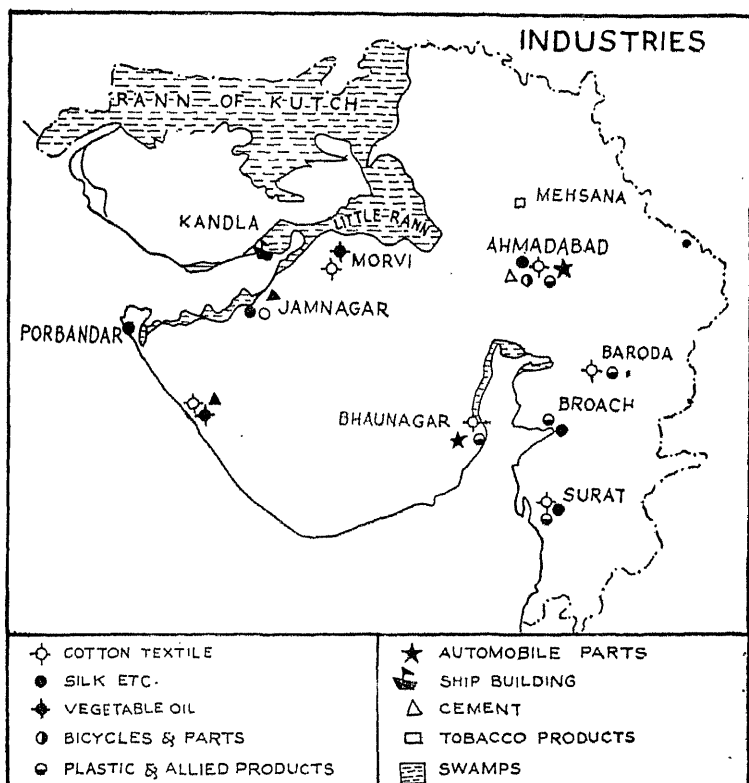 INDUSTRIES
RANN OF KUTCH
MEHSANA
KANDLA
LITTLE-RANN
AHMADABAD
MORVI
JAMNAGAR
PORBANDAR
BARODA
BHAUNAGAR
BROACH
SURAT
COTTON TEXTILE
SILK ETC.
VEGETABLE OIL
BICYCLES & PARTS
PLASTIC & ALLIED PRODUCTS
AUTOMOBILE PARTS
SHIP BUILDING
CEMENT
TOBACCO PRODUCTS
SWAMPS